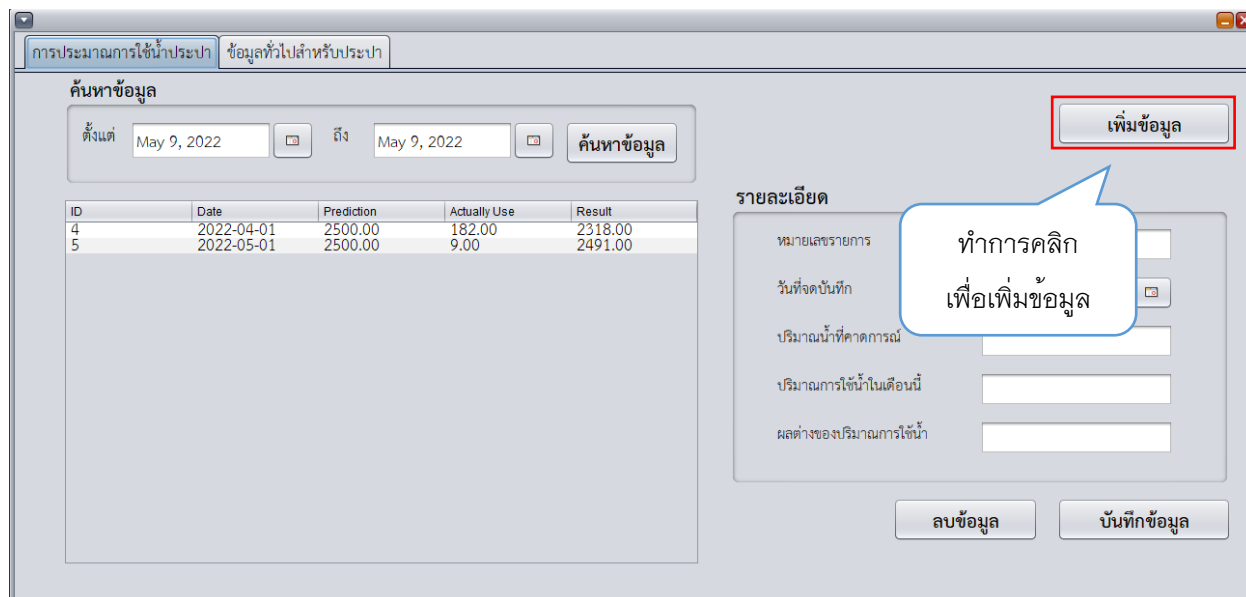 การประมาณการใช้น้ำประปา ข้อมูลทั่วไปสำหรับประปา
ค้นหาข้อมูล
ตั้งแต่ May 9, 2022 ถึง May 9, 2022 ค้นหาข้อมูล
เพิ่มข้อมูล
ID Date Prediction Actually Use Result
4 2022-04-01 2500.00 182.00 2318.00
5 2022-05-01 2500.00 9.00 2491.00
รายละเอียด
หมายเลขรายการ
วันที่จดบันทึก
ปริมาณน้ำที่คาดการณ์
ปริมาณการใช้น้ำในเดือนนี้
ผลต่างของปริมาณการใช้น้ำ
ทำการคลิก
เพื่อเพิ่มข้อมูล
ลบข้อมูล บันทึกข้อมูล